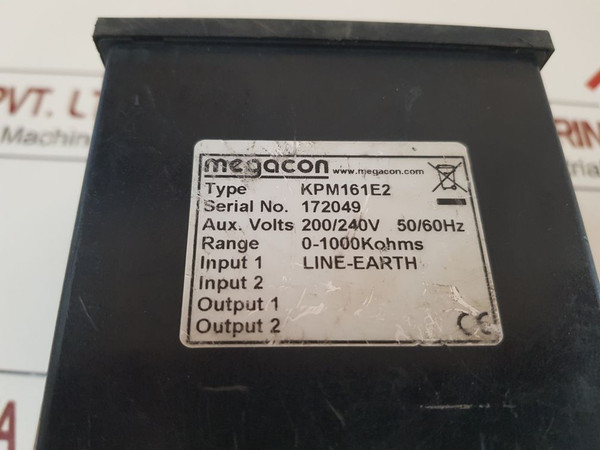 megacon www.megacon.com
Type KPM161E2
Serial No. 172049
Aux. Volts 200/240V 50/60Hz
Range 0-1000Kohms
Input 1 LINE-EARTH
Input 2
Output 1
Output 2 CE
PVT. LT
Machin
RIN